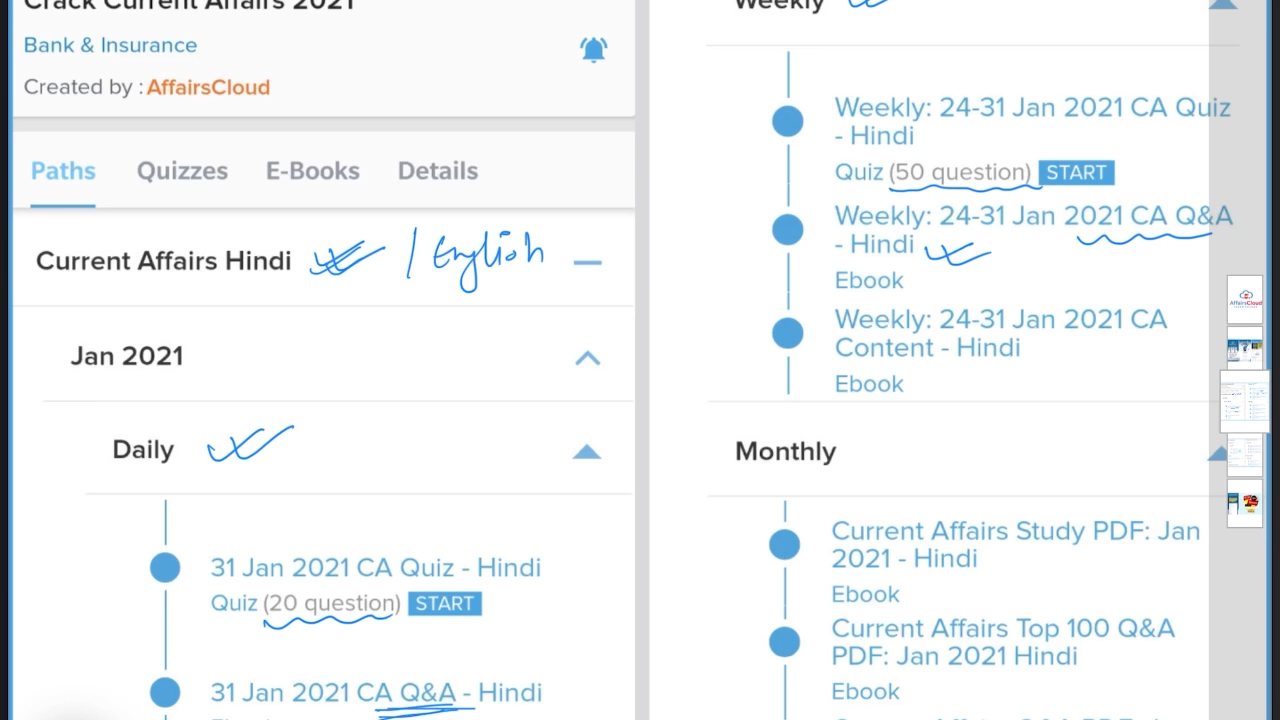 Crack Current Affairs 2021
Bank & Insurance
Created by : AffairsCloud
Paths Quizzes E-Books Details
Current Affairs Hindi / English
Jan 2021
Daily
31 Jan 2021 CA Quiz - Hindi
Quiz (20 question) START
31 Jan 2021 CA Q&A - Hindi
Weekly
Weekly: 24-31 Jan 2021 CA Quiz
- Hindi
Quiz (50 question) START
Weekly: 24-31 Jan 2021 CA Q&A
- Hindi
Ebook
Weekly: 24-31 Jan 2021 CA
Content - Hindi
Ebook
Monthly
Current Affairs Study PDF: Jan
2021 - Hindi
Ebook
Current Affairs Top 100 Q&A
PDF: Jan 2021 Hindi
Ebook
AffairsCloud